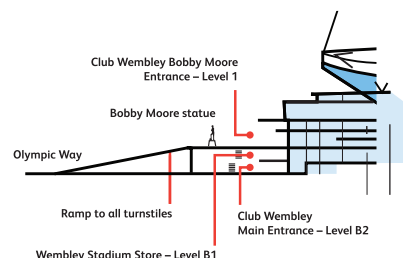 Club Wembley Bobby Moore
Entrance – Level 1
Bobby Moore statue
Olympic Way
Ramp to all turnstiles
Club Wembley
Main Entrance – Level B2
Wembley Stadium Store – Level B1